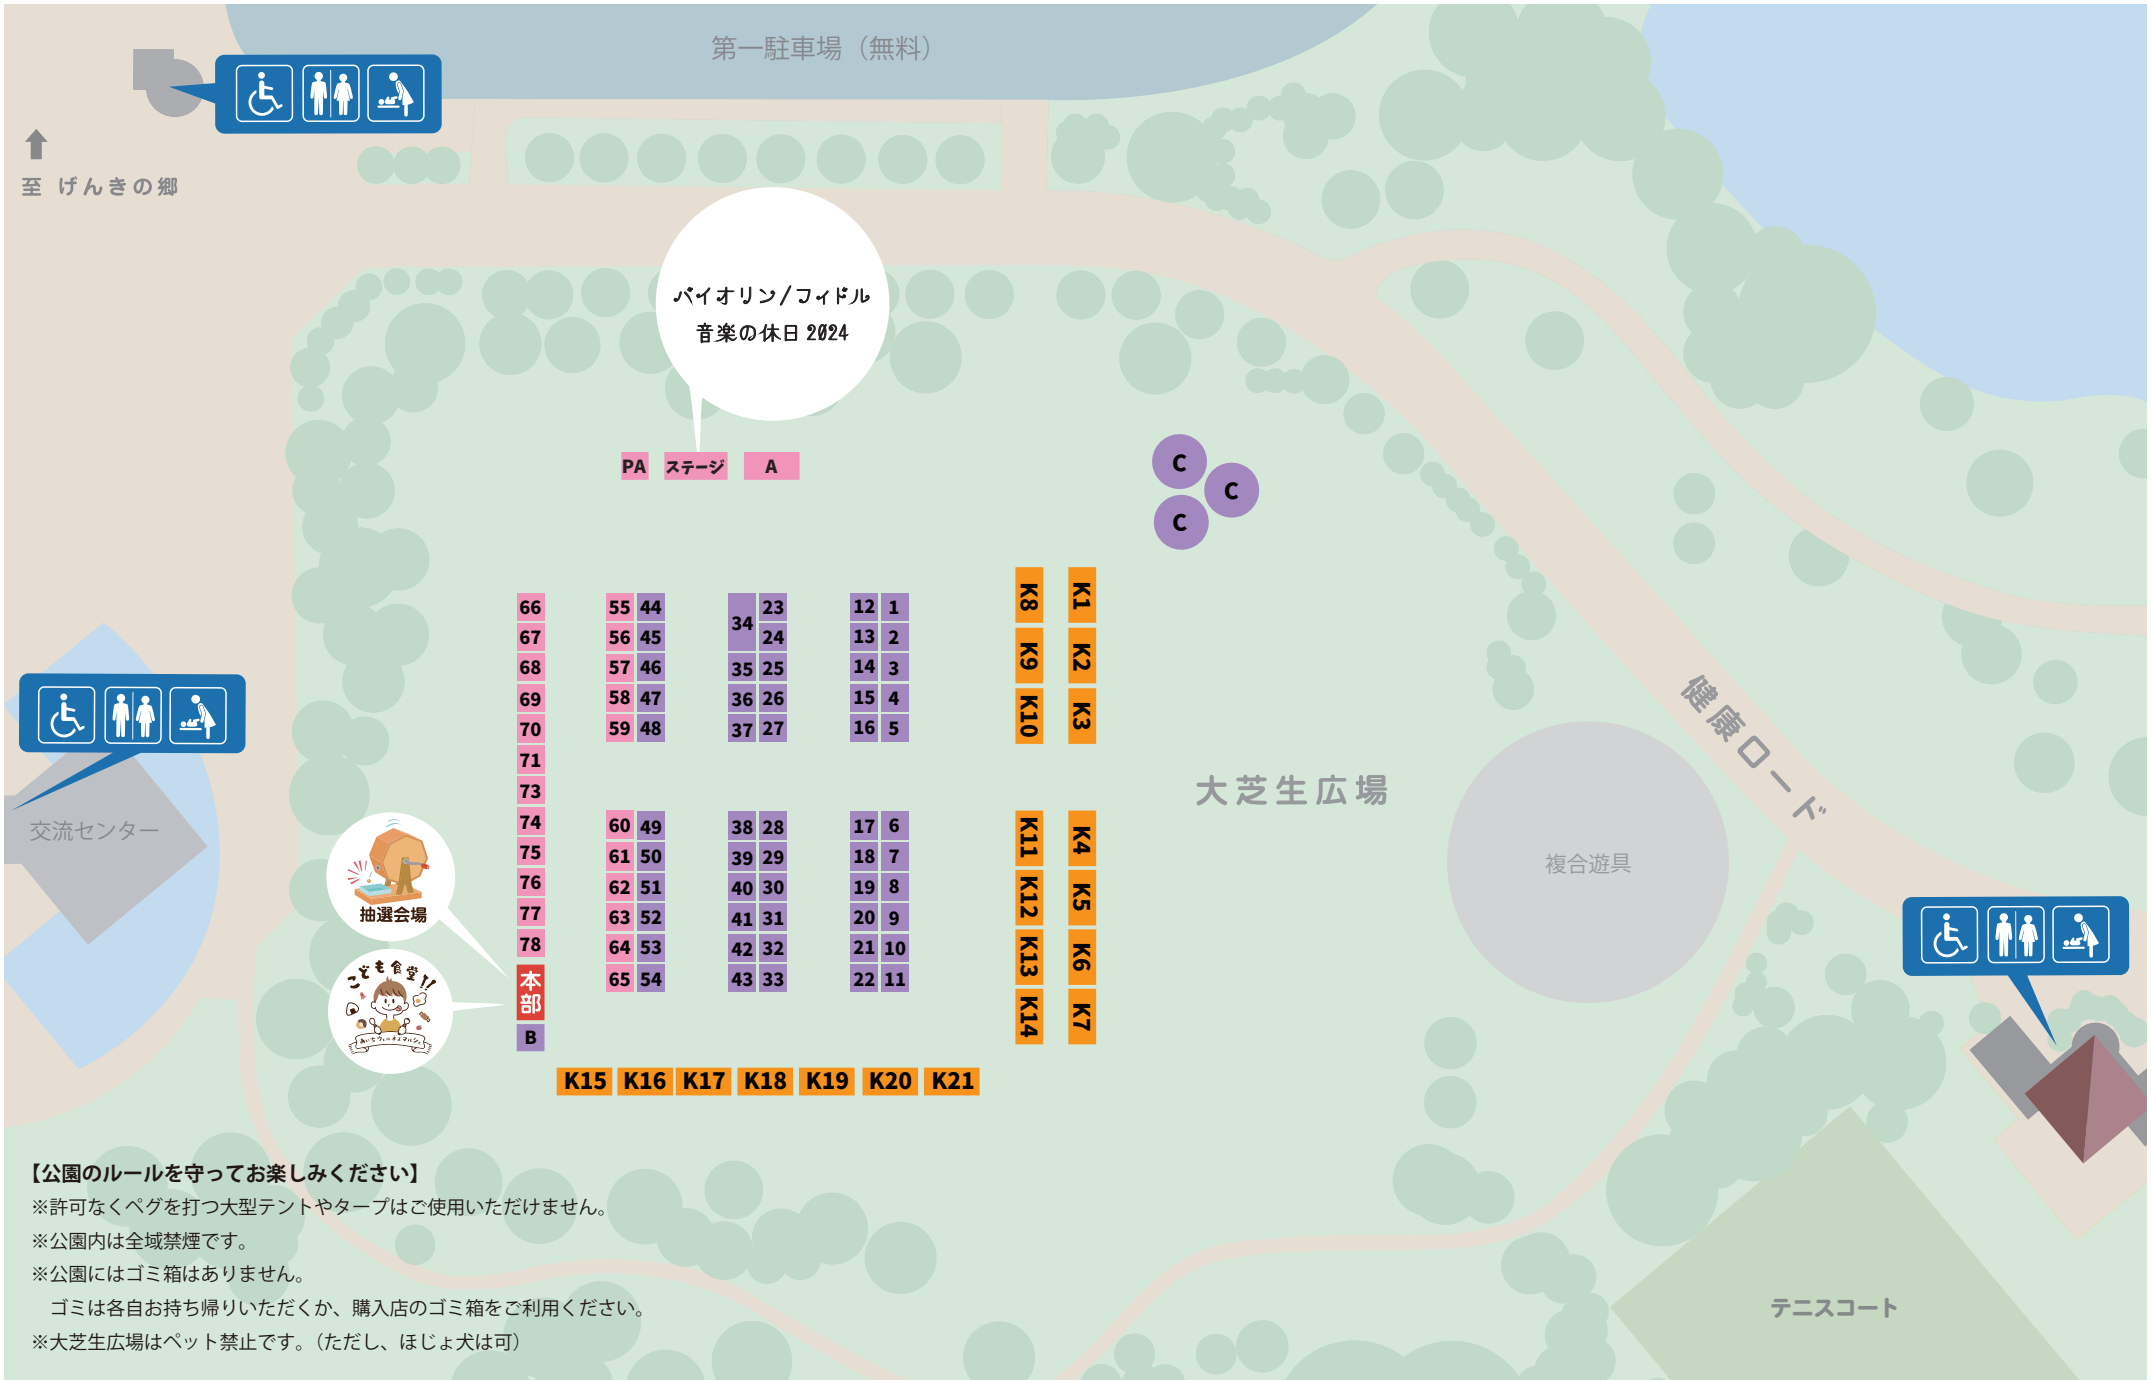 第一駐車場（無料）
至 げんきの郷
バイオリン/フィドル
音楽の休日 2024
PA
ステージ
A
C
C
C
66
67
68
69
70
71
73
74
75
76
77
78
本部
B
55 44
56 45
57 46
58 47
59 48
60 49
61 50
62 51
63 52
64 53
65 54
34
23
24
35 25
36 26
37 27
38 28
39 29
40 30
41 31
42 32
43 33
12 1
13 2
14 3
15 4
16 5
17 6
18 7
19 8
20 9
21 10
22 11
K8 K1
K9 K2
K10 K3
K11 K4
K12 K5
K13 K6
K14 K7
K15 K16 K17 K18 K19 K20 K21
大芝生広場
健康ロード
複合遊具
交流センター
抽選会場
こども食堂!!
あいちウェルネスマルシェ
テニスコート
【公園のルールを守ってお楽しみください】
※許可なくペグを打つ大型テントやタープはご使用いただけません。
※公園内は全域禁煙です。
※公園にはゴミ箱はありません。
ゴミは各自お持ち帰りいただくか、購入店のゴミ箱をご利用ください。
※大芝生広場はペット禁止です。（ただし、ほじょ犬は可）